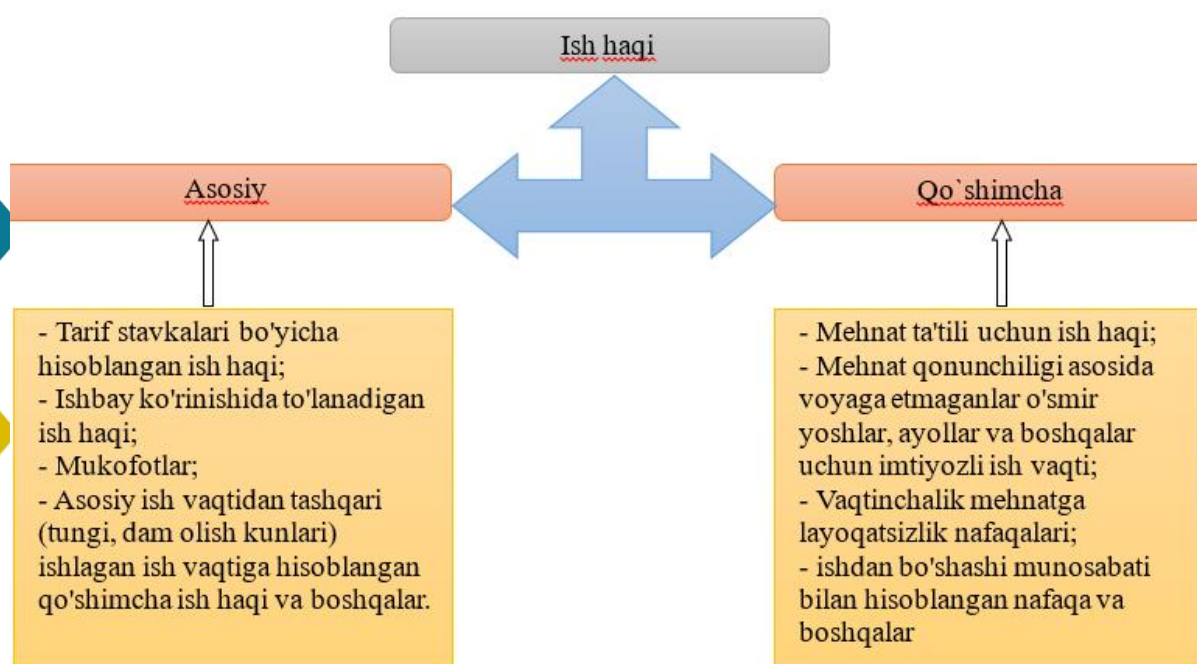 Ish haqi
Asosiy
Qo`shimcha
- Tarif stavkalari bo'yicha
hisoblangan ish haqi;
- Ishbay ko'rinishida to'lanadigan
ish haqi;
- Mukofotlar;
- Asosiy ish vaqtidan tashqari
(tungi, dam olish kunlari)
ishlagan ish vaqtiga hisoblangan
qo'shimcha ish haqi va boshqalar.
- Mehnat ta'tili uchun ish haqi;
- Mehnat qonunchiligi asosida
voyaga etmaganlar o'smir
yoshlar, ayollar va boshqalar
uchun imtiyozli ish vaqti;
- Vaqtinchalik mehnatga
layoqatsizlik nafaqalari;
- ishdan bo'shashi munosabati
bilan hisoblangan nafaqa va
boshqalar